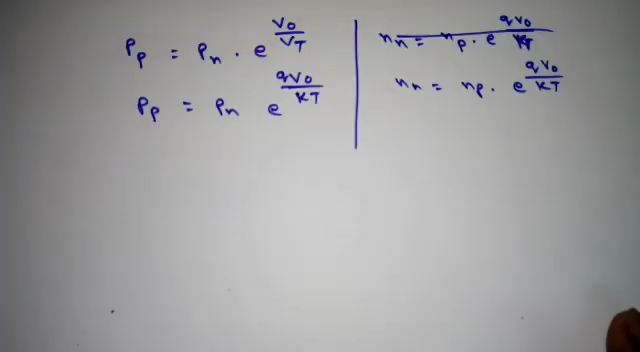 Pp = Pn . e^(V0/VT)
Pp = Pn e^(qV0/KT)
nn = np . e^(qV0/KT)
nn = np . e^(qV0/KT)